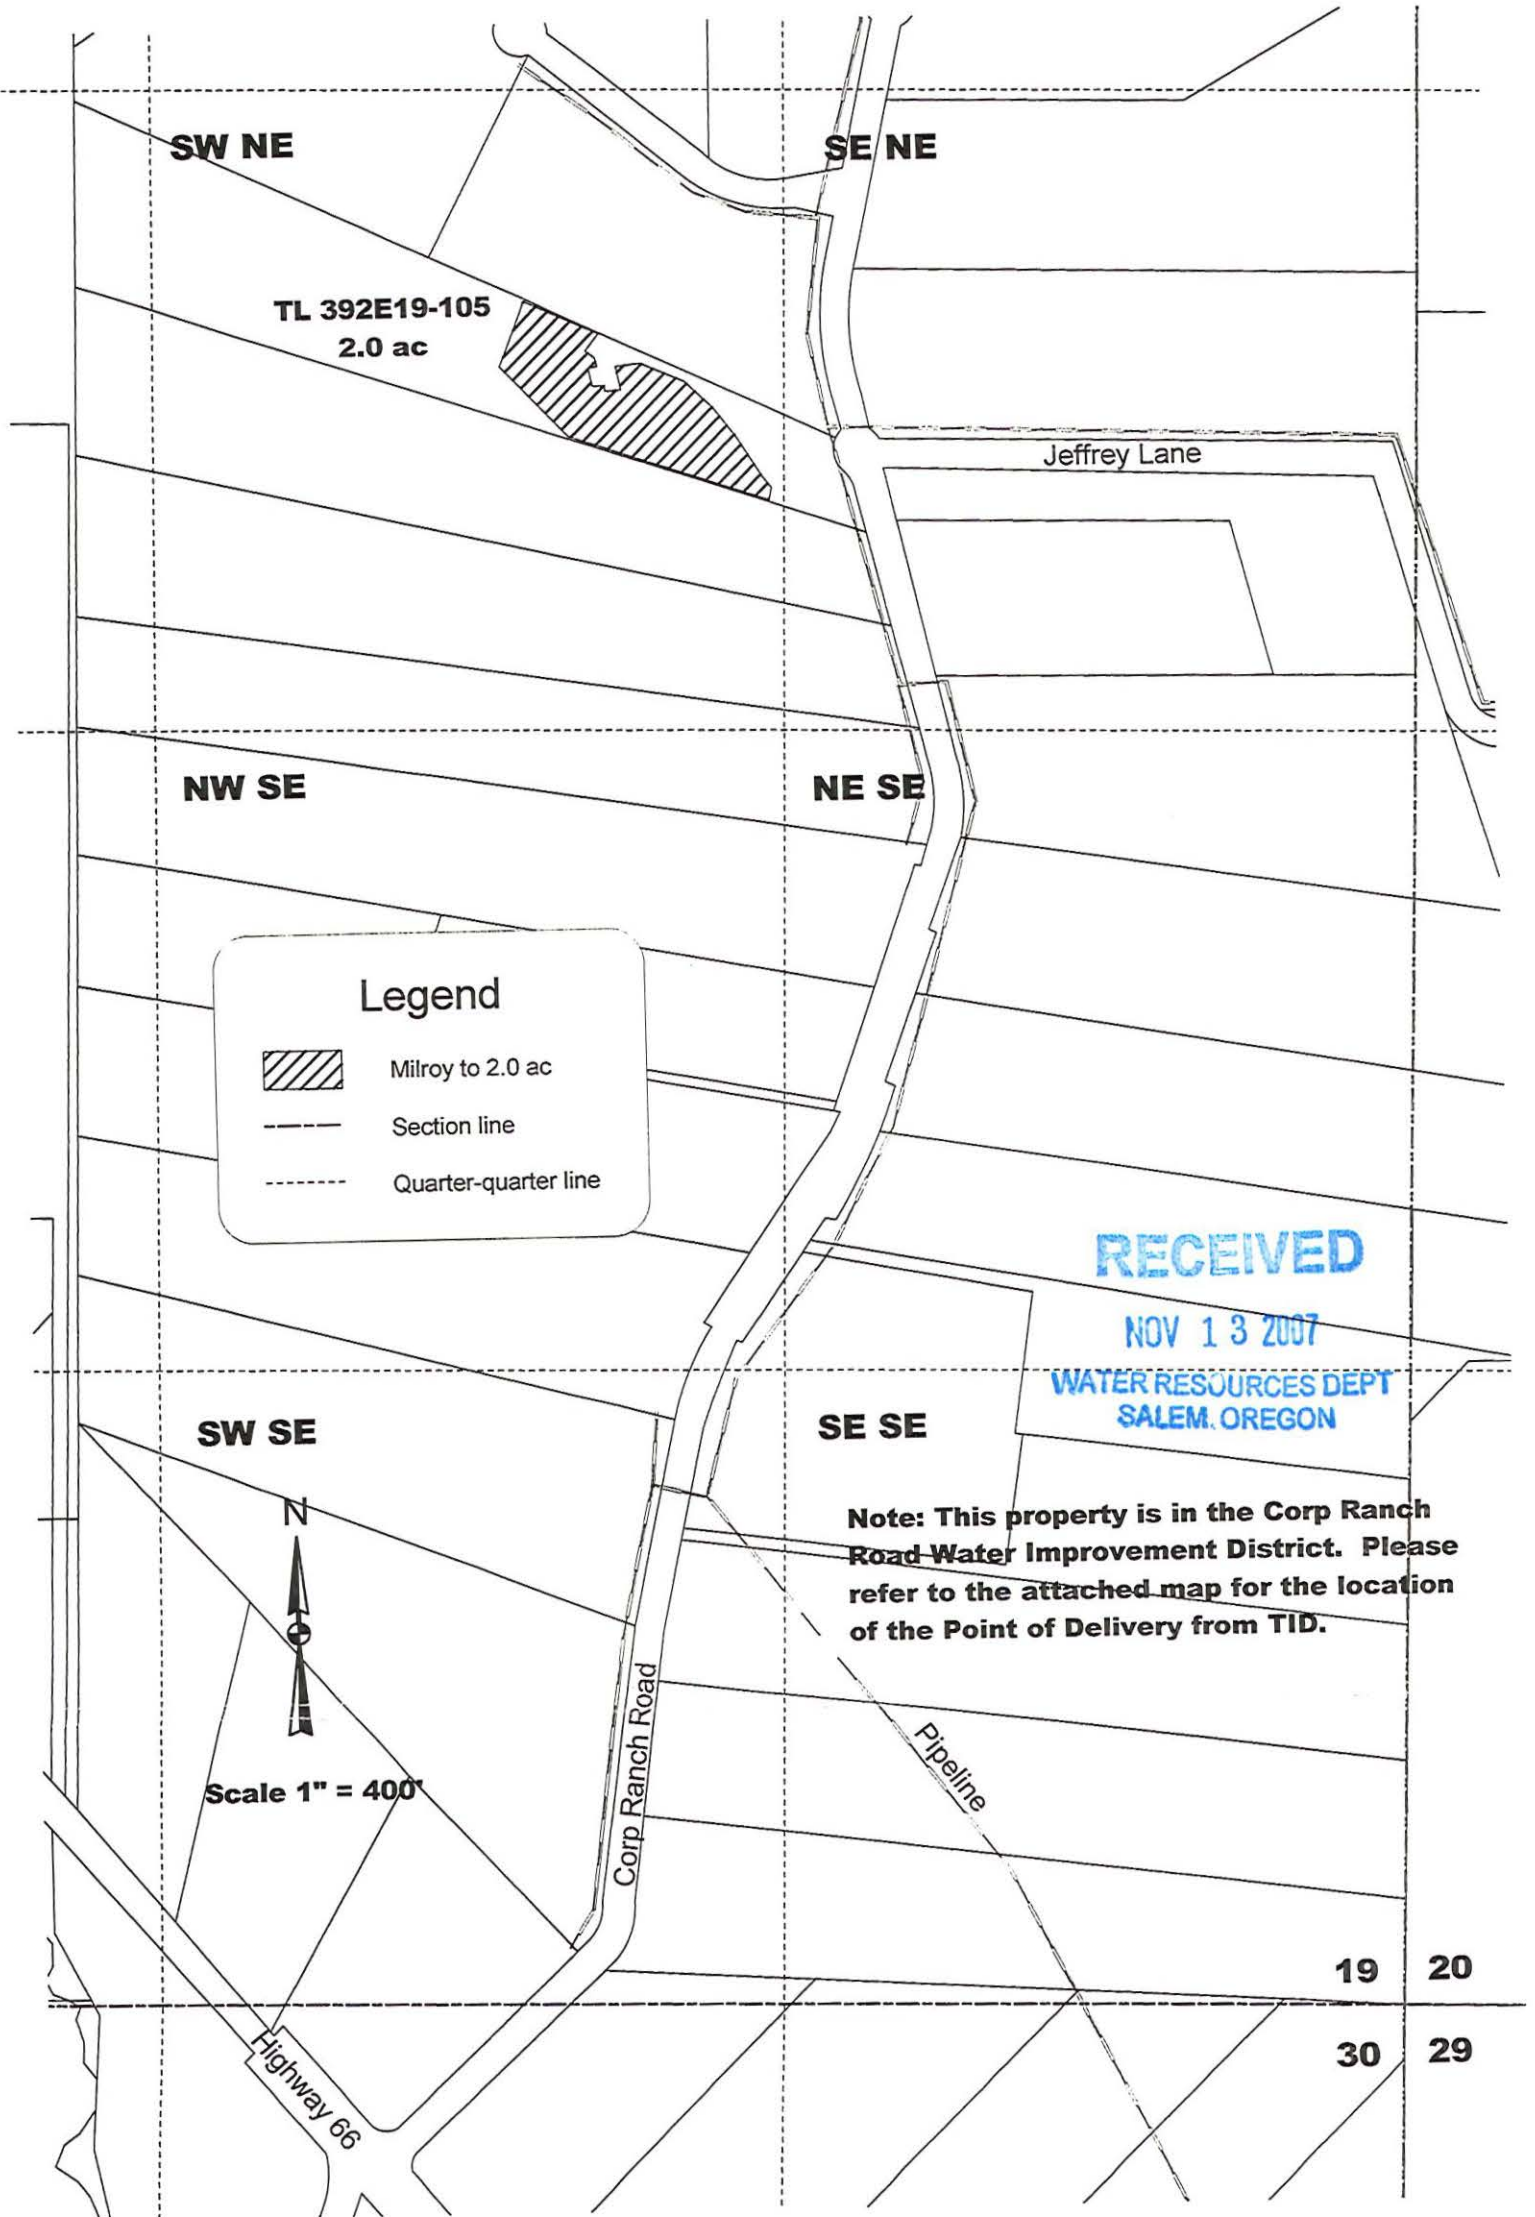 SW NE
SE NE
TL 392E19-105
2.0 ac
Jeffrey Lane
NW SE
NE SE
Legend
Milroy to 2.0 ac
Section line
Quarter-quarter line
RECEIVED
NOV 13 2007
WATER RESOURCES DEPT
SALEM, OREGON
SW SE
SE SE
N
Note: This property is in the Corp Ranch
Road Water Improvement District. Please
refer to the attached map for the location
of the Point of Delivery from TID.
Corp Ranch Road
Pipeline
Scale 1" = 400'
19 20
30 29
Highway 66